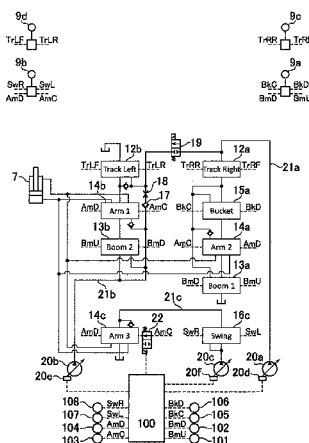 9d 9c
TrLF TrLR TrRR TrRF
9b 9a
SwR SwL BkC BkD
AmD AmC BmD BmU
19
12b 12a
TrLF Track Left TrLR TrRR Track Right TrRF
21a
7 18
14b 17 15a
AmD Arm 1 AmC BkC Bucket BkD
13b 14a
BmU Boom 2 BmD AmC Arm 2 AmD
13a
BmD Boom 1 BmU
21b 21c
14c 22 16c
AmD Arm 3 AmC SwR Swing SwL
20b 20c 20a
20e 20f 20d
108 SwR BkD 106
107 SwL 100 BkC 105
104 AmD BmD 102
103 AmC BmU 101